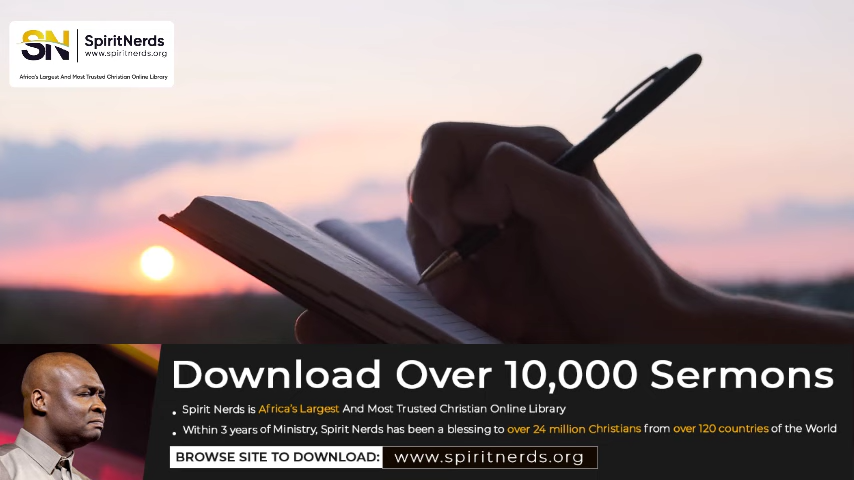 SN
SpiritNerds
www.spiritnerds.org
Africa's Largest And Most Trusted Christian Online Library
Download Over 10,000 Sermons
• Spirit Nerds is Africa's Largest And Most Trusted Christian Online Library
• Within 3 years of Ministry, Spirit Nerds has been a blessing to over 24 million Christians from over 120 countries of the World
BROWSE SITE TO DOWNLOAD: www.spiritnerds.org